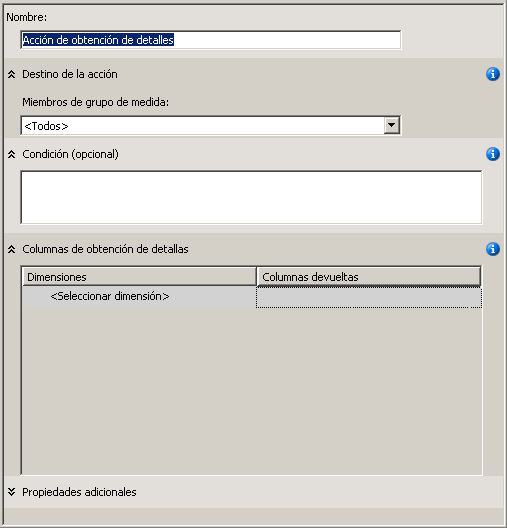 Nombre:
Acción de obtención de detalles
Destino de la acción
Miembros de grupo de medida:
<Todos>
Condición (opcional)
Columnas de obtención de detallas
Dimensiones Columnas devueltas
<Seleccionar dimensión>
Propiedades adicionales